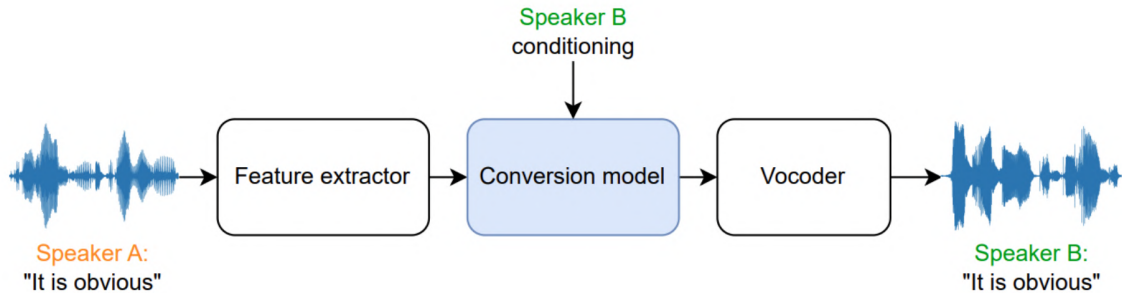 Speaker B
conditioning
Feature extractor
Conversion model
Vocoder
Speaker A:
"It is obvious"
Speaker B:
"It is obvious"